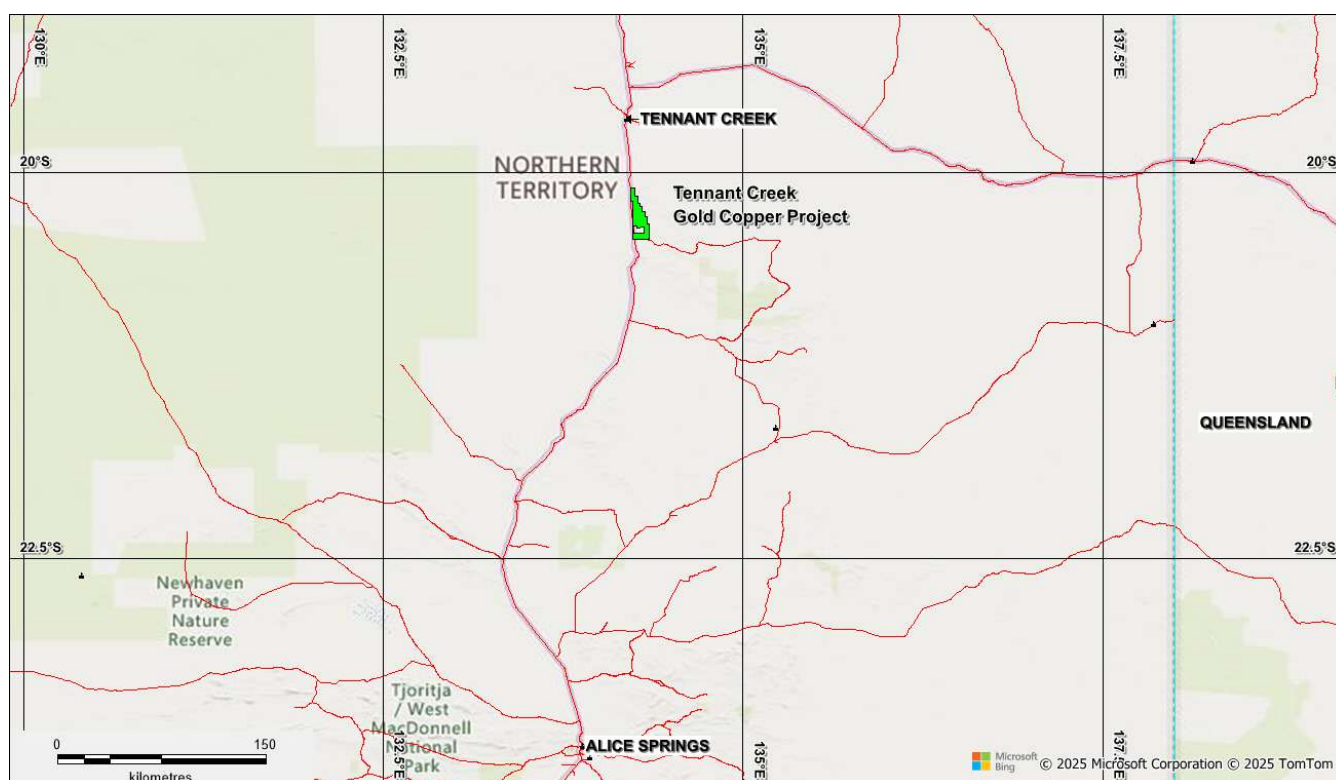 130°E
132.5°E
135°E
137.5°E
TENNANT CREEK
20°S
20°S
NORTHERN
TERRITORY
Tennant Creek
Gold Copper Project
QUEENSLAND
22.5°S
22.5°S
Newhaven
Private
Nature
Reserve
Tjoritja
/ West
MacDonnell
National
Park
132.5°E
ALICE SPRINGS
135°E
137.5°E
0
150
kilometres
Microsoft
Bing
© 2025 Microsoft Corporation © 2025 TomTom